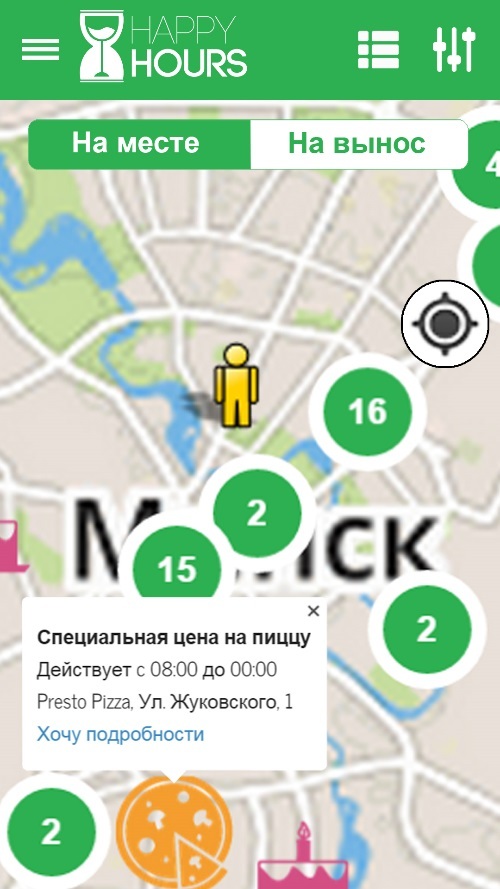 HAPPY
HOURS
На месте
На вынос
4
16
2
15
2
Специальная цена на пиццу
Действует с 08:00 до 00:00
Presto Pizza, Ул. Жуковского, 1
Хочу подробности
2